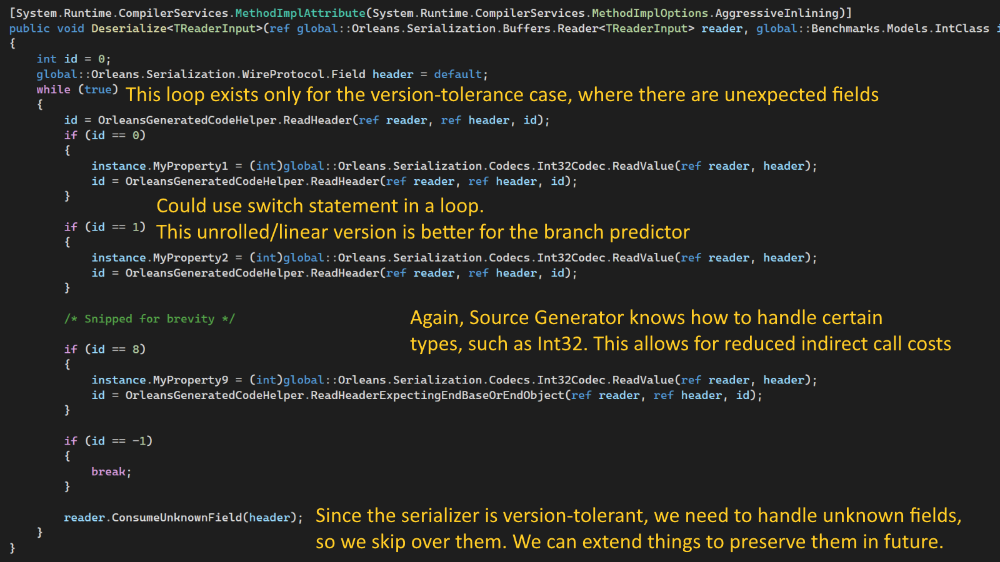 [System.Runtime.CompilerServices.MethodImplAttribute(System.Runtime.CompilerServices.MethodImplOptions.AggressiveInlining)]
public void Deserialize<TReaderInput>(ref global::Orleans.Serialization.Buffers.Reader<TReaderInput> reader, global::Benchmarks.Models.IntClass i
{
int id = 0;
global::Orleans.Serialization.WireProtocol.Field header = default;
while (true) This loop exists only for the version-tolerance case, where there are unexpected fields
{
id = OrleansGeneratedCodeHelper.ReadHeader(ref reader, ref header, id);
if (id == 0)
{
instance.MyProperty1 = (int)global::Orleans.Serialization.Codecs.Int32Codec.ReadValue(ref reader, header);
id = OrleansGeneratedCodeHelper.ReadHeader(ref reader, ref header, id);
}
Could use switch statement in a loop.
if (id == 1) This unrolled/linear version is better for the branch predictor
{
instance.MyProperty2 = (int)global::Orleans.Serialization.Codecs.Int32Codec.ReadValue(ref reader, header);
id = OrleansGeneratedCodeHelper.ReadHeader(ref reader, ref header, id);
}
/* Snipped for brevity */
Again, Source Generator knows how to handle certain
types, such as Int32. This allows for reduced indirect call costs
if (id == 8)
{
instance.MyProperty9 = (int)global::Orleans.Serialization.Codecs.Int32Codec.ReadValue(ref reader, header);
id = OrleansGeneratedCodeHelper.ReadHeaderExpectingEndBaseOrEndObject(ref reader, ref header, id);
}
if (id == -1)
{
break;
}
reader.ConsumeUnknownField(header);
Since the serializer is version-tolerant, we need to handle unknown fields,
so we skip over them. We can extend things to preserve them in future.
}
}